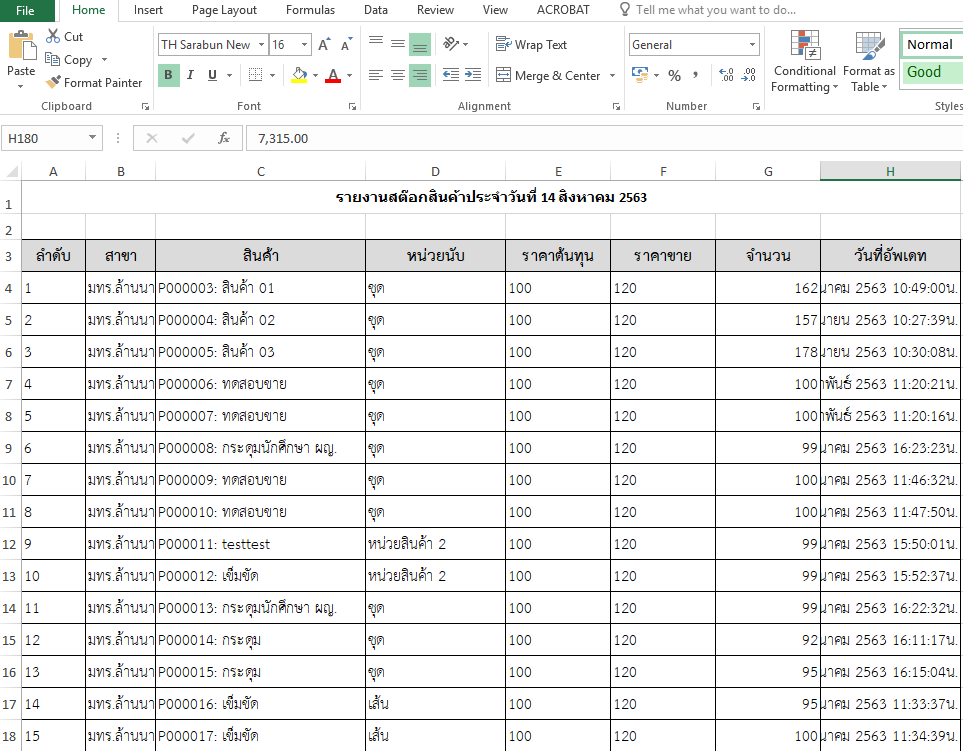 File Home Insert Page Layout Formulas Data Review View ACROBAT Tell me what you want to do...
Cut
Copy
Format Painter
Paste
Clipboard
TH Sarabun New 16
B I U
Font
Wrap Text
Merge & Center
Alignment
General
% ,
Number
Conditional Formatting
Format as Table
Normal
Good
Styles
H180 fx 7,315.00
A B C D E F G H
1 รายงานสต๊อกสินค้าประจำวันที่ 14 สิงหาคม 2563
2
3 ลำดับ สาขา สินค้า หน่วยนับ ราคาต้นทุน ราคาขาย จำนวน วันที่อัพเดท
4 1 มทร.ล้านนา P000003: สินค้า 01 ชุด 100 120 162 นาคม 2563 10:49:00น.
5 2 มทร.ล้านนา P000004: สินค้า 02 ชุด 100 120 157 นายน 2563 10:27:39น.
6 3 มทร.ล้านนา P000005: สินค้า 03 ชุด 100 120 178 นายน 2563 10:30:08น.
7 4 มทร.ล้านนา P000006: ทดสอบขาย ชุด 100 120 100 าพันธ์ 2563 11:20:21น.
8 5 มทร.ล้านนา P000007: ทดสอบขาย ชุด 100 120 100 าพันธ์ 2563 11:20:16น.
9 6 มทร.ล้านนา P000008: กระดุมนักศึกษา ผญ. ชุด 100 120 99 นาคม 2563 16:23:23น.
10 7 มทร.ล้านนา P000009: ทดสอบขาย ชุด 100 120 100 นาคม 2563 11:46:32น.
11 8 มทร.ล้านนา P000010: ทดสอบขาย ชุด 100 120 100 นาคม 2563 11:47:50น.
12 9 มทร.ล้านนา P000011: testtest หน่วยสินค้า 2 100 120 99 นาคม 2563 15:50:01น.
13 10 มทร.ล้านนา P000012: เข็มขัด หน่วยสินค้า 2 100 120 99 นาคม 2563 15:52:37น.
14 11 มทร.ล้านนา P000013: กระดุมนักศึกษา ผญ. ชุด 100 120 99 นาคม 2563 16:22:32น.
15 12 มทร.ล้านนา P000014: กระดุม ชุด 100 120 92 นาคม 2563 16:11:17น.
16 13 มทร.ล้านนา P000015: กระดุม ชุด 100 120 95 นาคม 2563 16:15:04น.
17 14 มทร.ล้านนา P000016: เข็มขัด เส้น 100 120 95 นาคม 2563 11:33:37น.
18 15 มทร.ล้านนา P000017: เข็มขัด เส้น 100 120 100 นาคม 2563 11:34:39น.